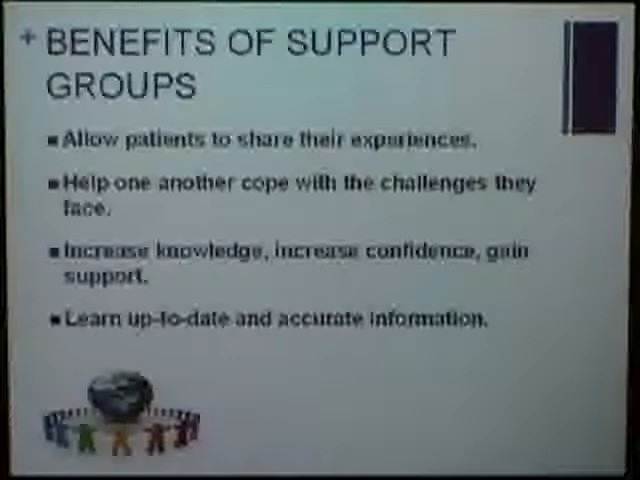 + BENEFITS OF SUPPORT
GROUPS
■ Allow patients to share their experiences.
■ Help one another cope with the challenges they
face.
■ Increase knowledge, increase confidence, gain
support.
■ Learn up-to-date and accurate information.